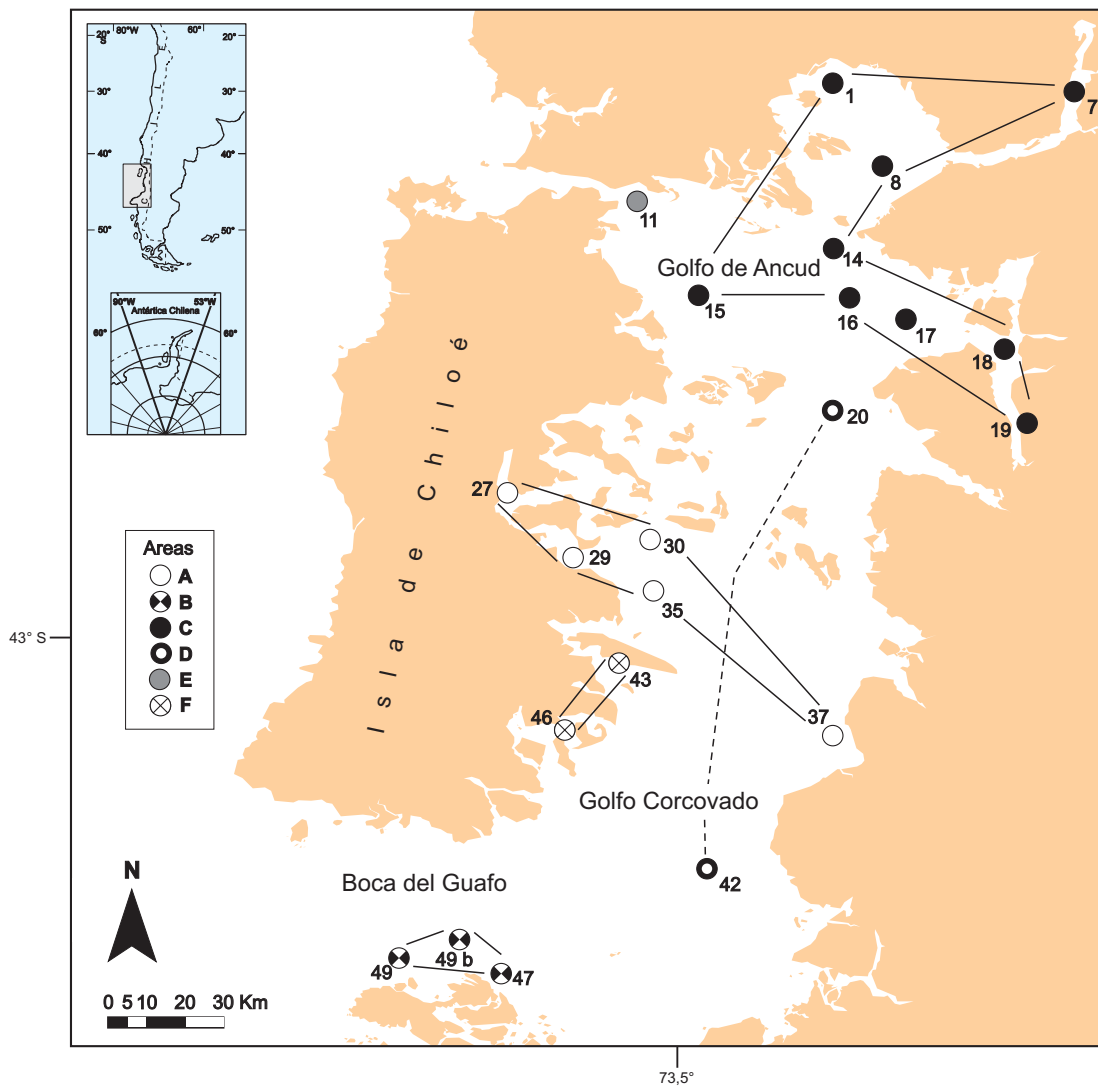 80°W 60°
20° 20°
S
30° 30°
40° 40°
50° 50°
90°W 53°W
Antártica Chilena
60° 60°
1
7
8
11
14
Golfo de Ancud
15
16
17
18
19
20
Isla de Chiloé
27
30
29
35
43° S
43
46
37
Areas
A
B
C
D
E
F
Golfo Corcovado
42
Boca del Guafo
N
49
49 b
47
0 5 10 20 30 Km
73,5°